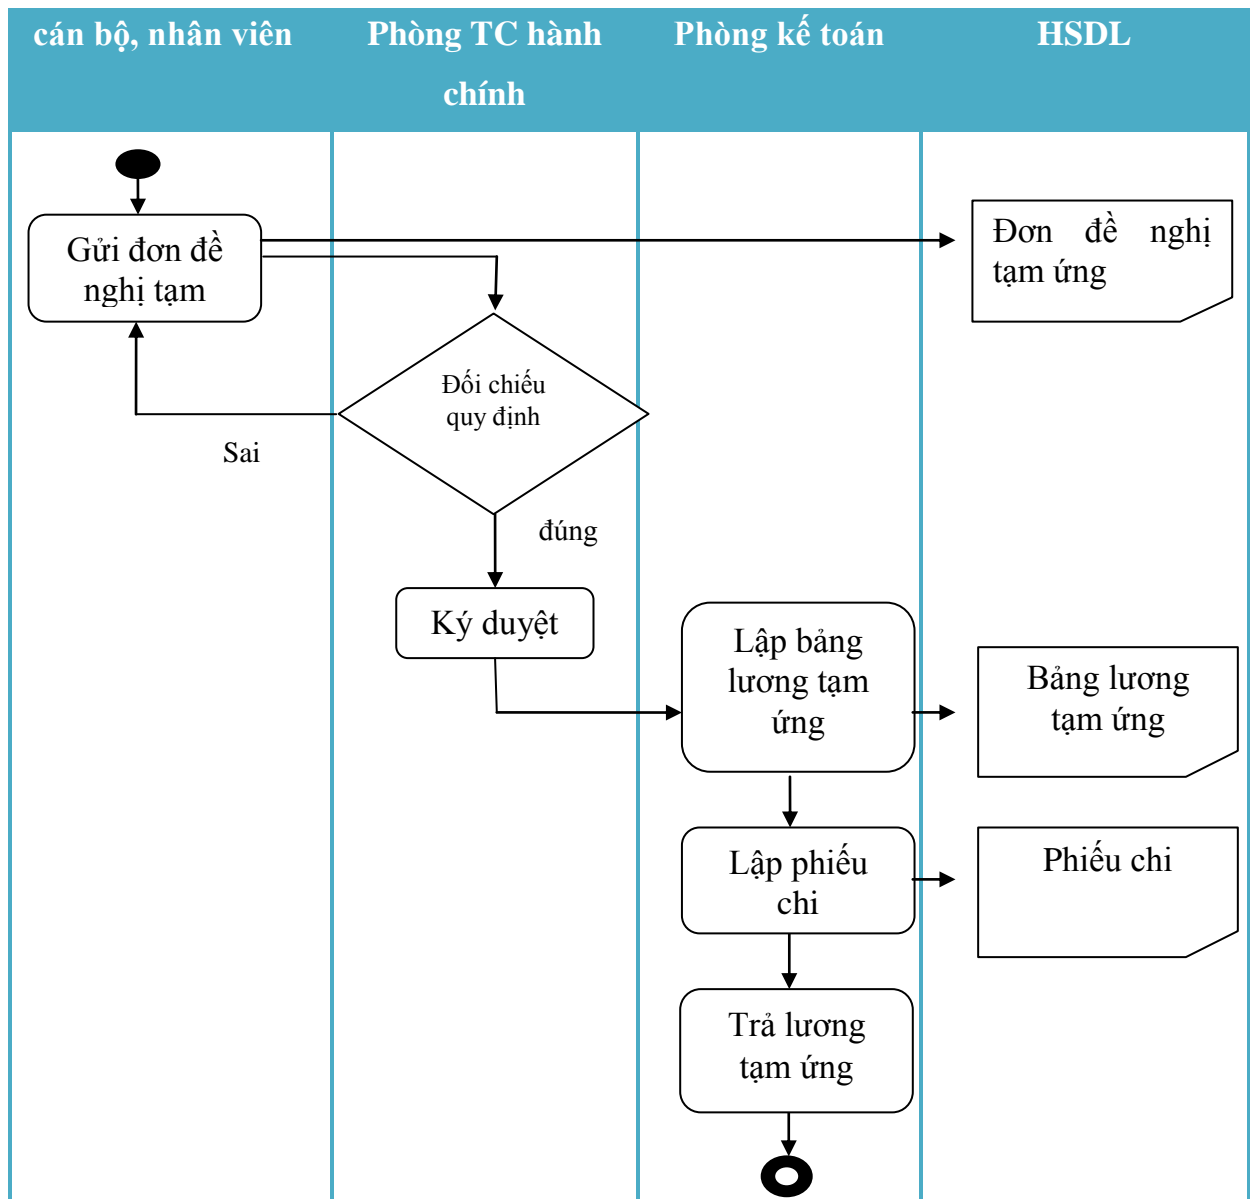 cán bộ, nhân viên
Phòng TC hành
chính
Phòng kế toán
HSDL
Gửi đơn đề
nghị tạm
Đơn đề nghị
tạm ứng
Đối chiếu
quy định
Sai
đúng
Ký duyệt
Lập bảng
lương tạm
ứng
Bảng lương
tạm ứng
Lập phiếu
chi
Phiếu chi
Trả lương
tạm ứng